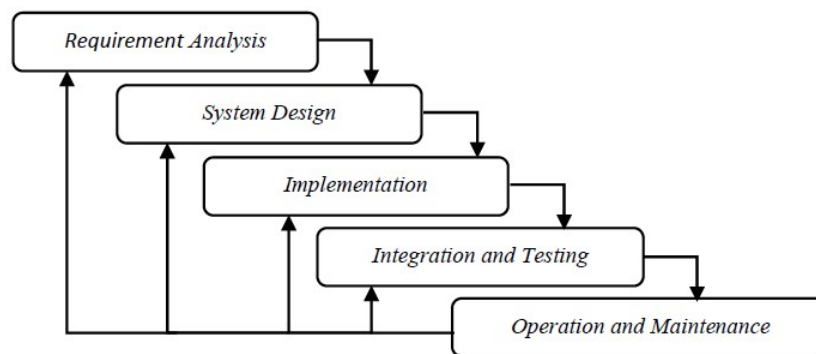 Requirement Analysis
System Design
Implementation
Integration and Testing
Operation and Maintenance